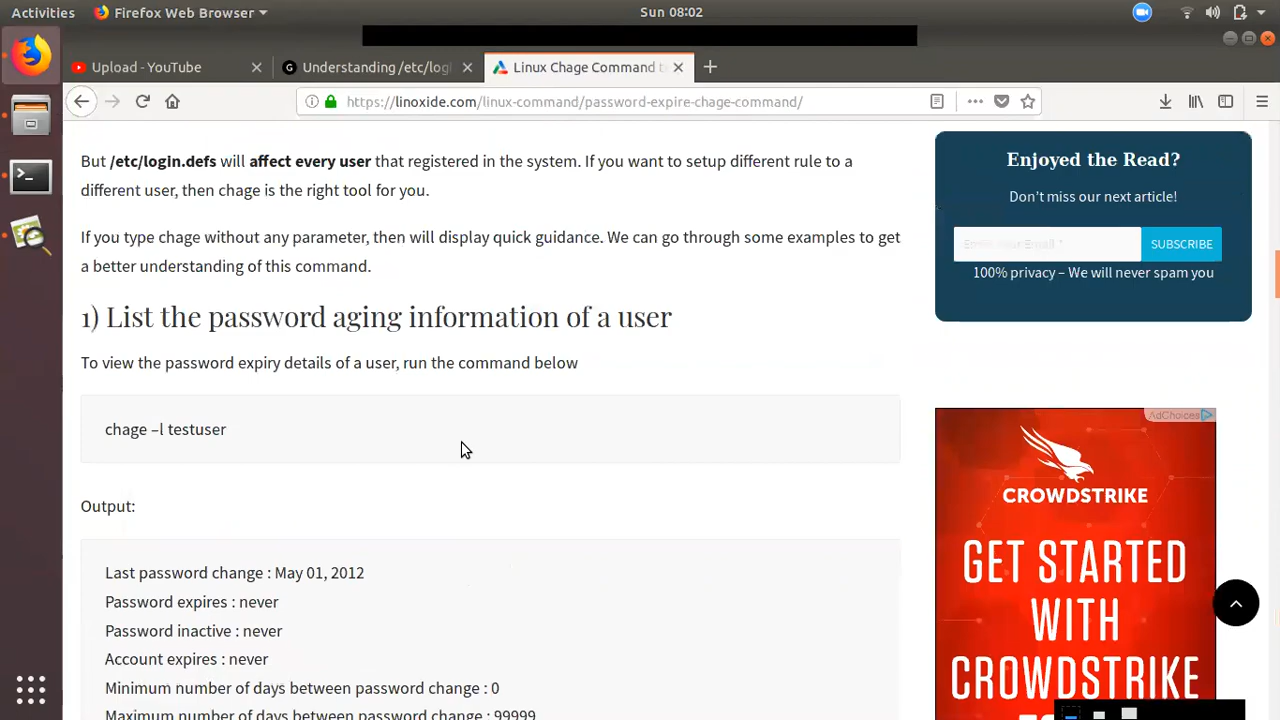 Activities Firefox Web Browser Sun 08:02
Upload - YouTube Understanding /etc/logi Linux Chage Command t
https://linoxide.com/linux-command/password-expire-chage-command/
But /etc/login.defs will affect every user that registered in the system. If you want to setup different rule to a
different user, then chage is the right tool for you.
If you type chage without any parameter, then will display quick guidance. We can go through some examples to get
a better understanding of this command.
1) List the password aging information of a user
To view the password expiry details of a user, run the command below
chage –l testuser
Output:
Last password change : May 01, 2012
Password expires : never
Password inactive : never
Account expires : never
Minimum number of days between password change : 0
Maximum number of days between password change : 99999
Enjoyed the Read?
Don't miss our next article!
Enter your Email *
SUBSCRIBE
100% privacy – We will never spam you
AdChoices
CROWDSTRIKE
GET STARTED
WITH
CROWDSTRIKE